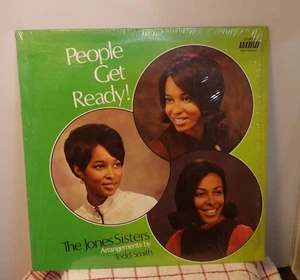 People
Get
Ready!
WORD
The Jones Sisters
Arrangements by
Todd Smith